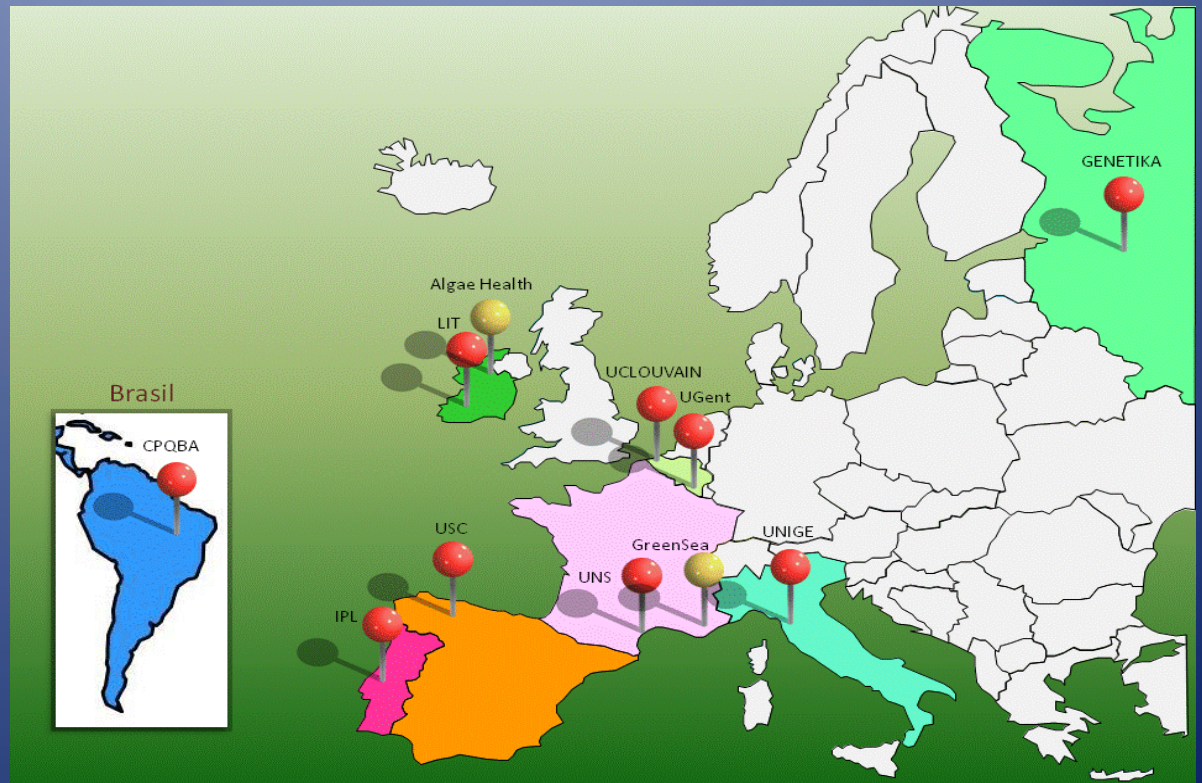 GENETIKA
Algae Health
LIT
UCLOUVAIN
UGent
Brasil
CPQBA
USC
GreenSea
UNIGE
UNS
IPL